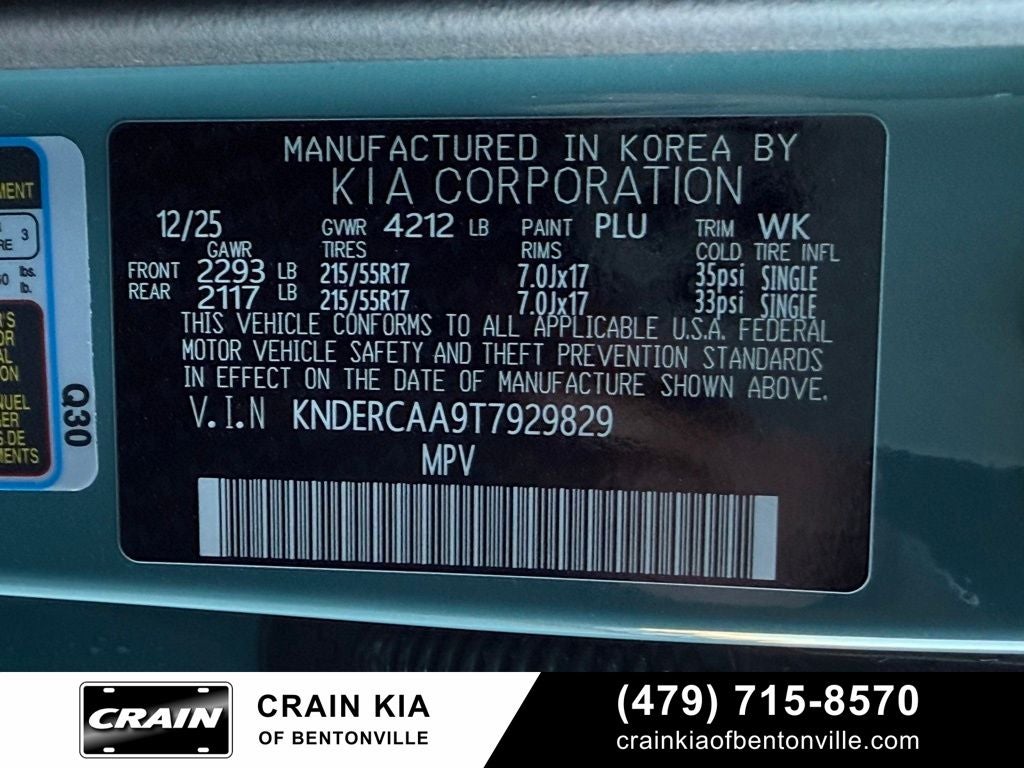 MANUFACTURED IN KOREA BY
KIA CORPORATION
12/25 GVWR 4212 LB PAINT PLU TRIM WK
GAWR TIRES RIMS COLD TIRE INFL
FRONT 2293 LB 215/55R17 7.0Jx17 35psi SINGLE
REAR 2117 LB 215/55R17 7.0Jx17 33psi SINGLE
THIS VEHICLE CONFORMS TO ALL APPLICABLE U.S.A. FEDERAL
MOTOR VEHICLE SAFETY AND THEFT PREVENTION STANDARDS
IN EFFECT ON THE DATE OF MANUFACTURE SHOWN ABOVE.
V.I.N KNDERCAA9T7929829
MPV
3
lbs.
lb.
Q30
CRAIN
CRAIN KIA
OF BENTONVILLE
(479) 715-8570
crainkiaofbentonville.com